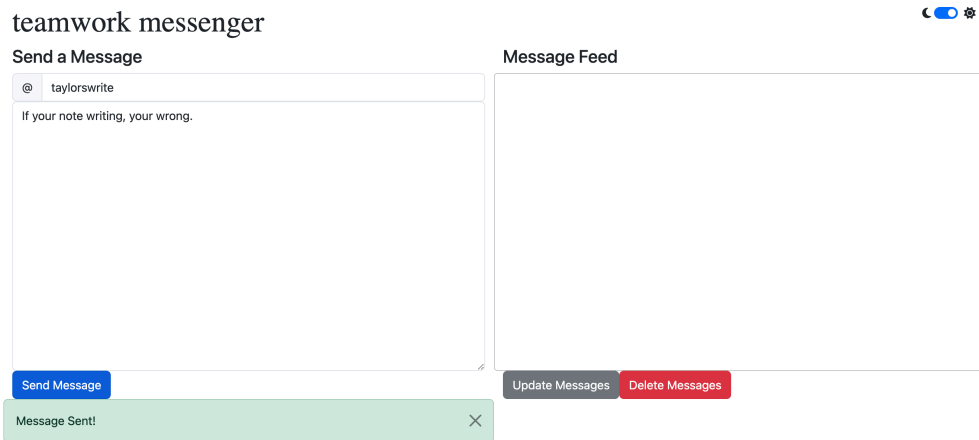 teamwork messenger
Send a Message
Message Feed
@ taylorswrite
If your note writing, your wrong.
Send Message
Update Messages Delete Messages
Message Sent!